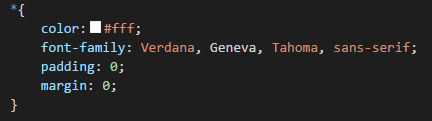 *{
color: #fff;
font-family: Verdana, Geneva, Tahoma, sans-serif;
padding: 0;
margin: 0;
}